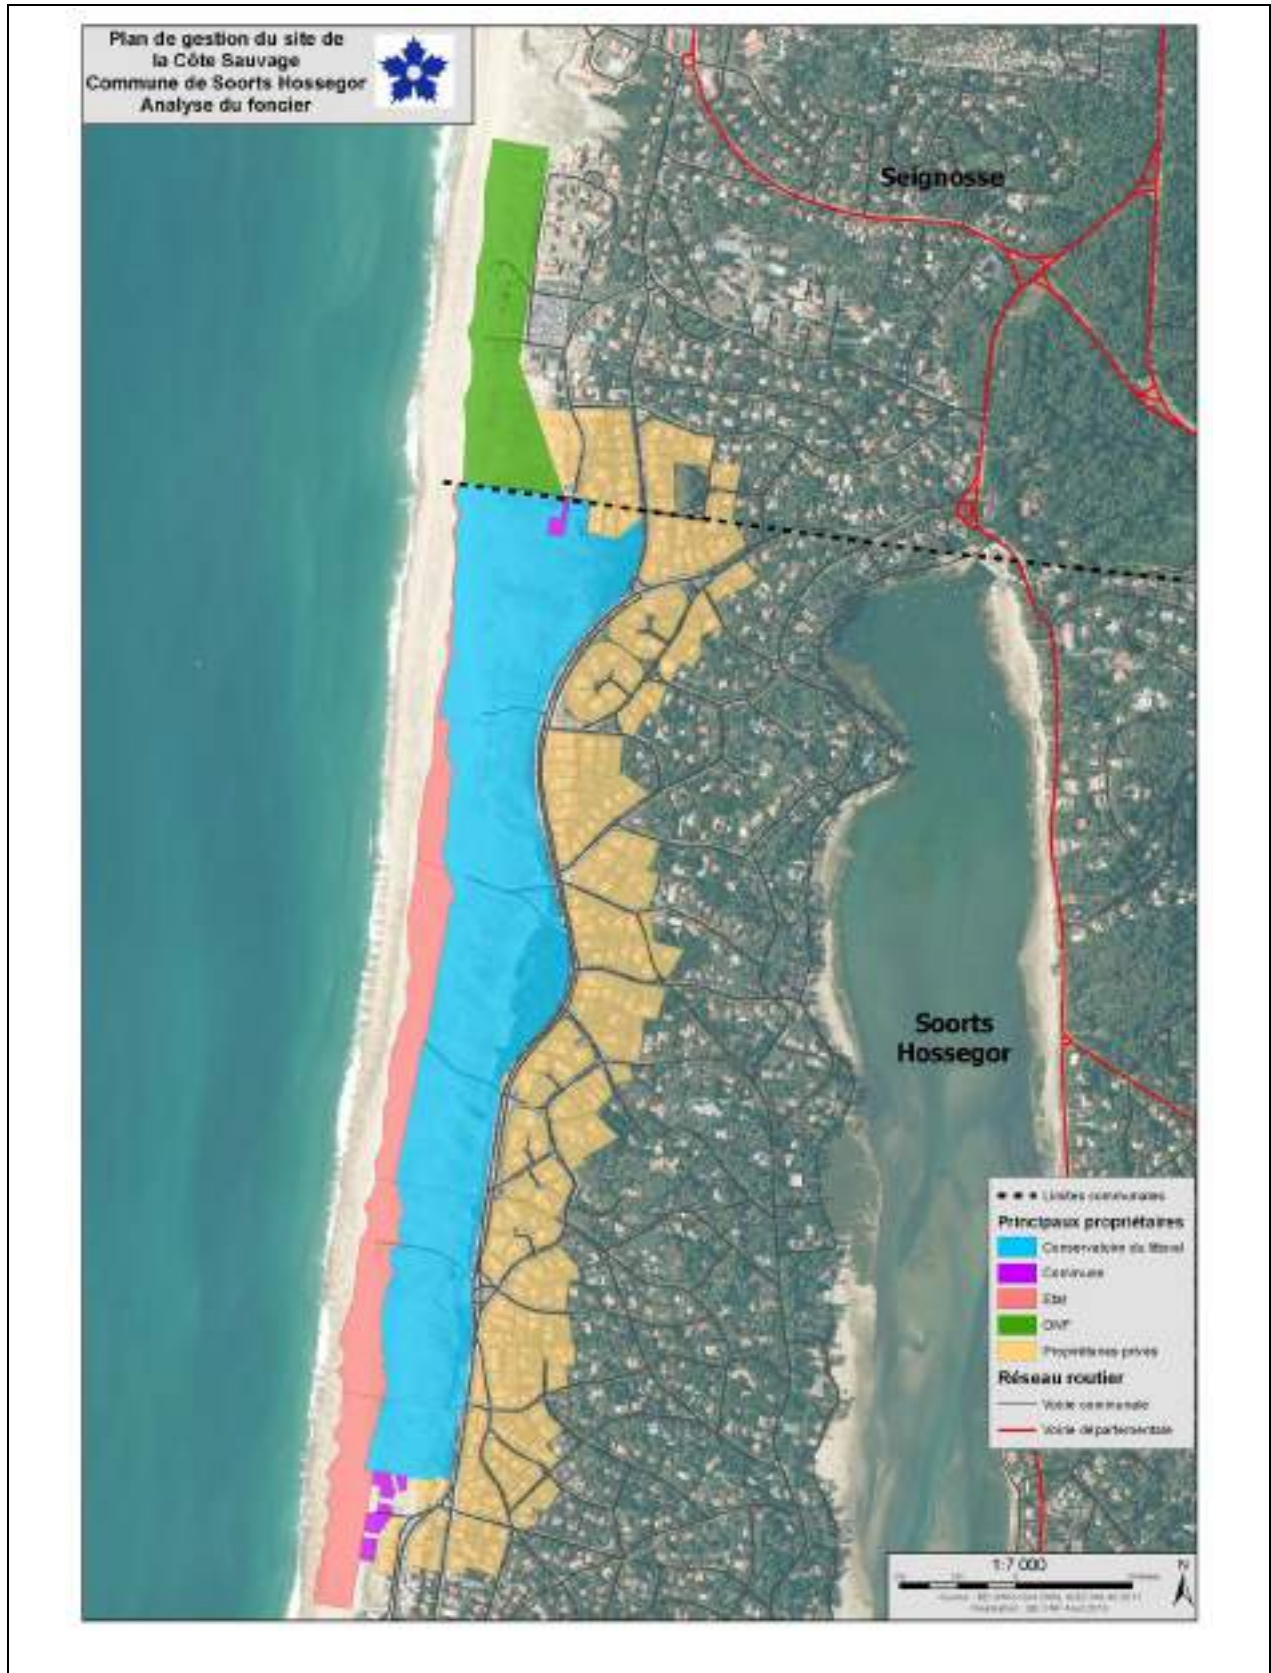 Plan de gestion du site de
la Côte Sauvage
Commune de Soorts Hossegor
Analyse du foncier
Seignosse
Soorts
Hossegor
Limites communales
Principaux propriétaires
Conservatoire du littoral
Commune
Etat
ONF
Propriétaires privés
Réseau routier
Voirie communale
Voirie départementale
1:7 000
N